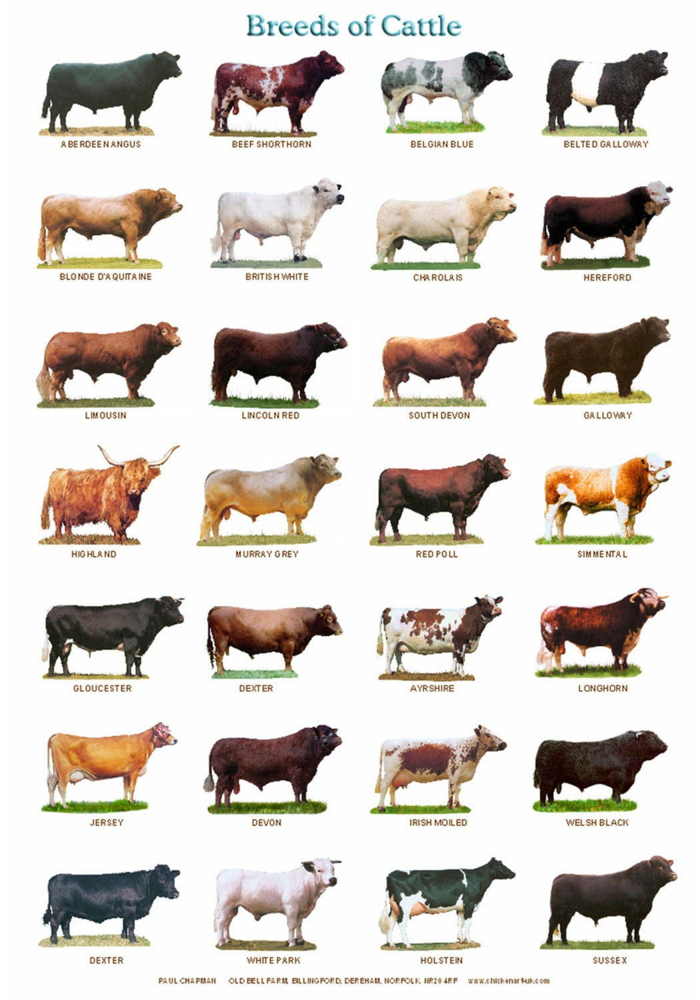 Breeds of Cattle
ABERDEEN ANGUS BEEF SHORTHORN BELGIAN BLUE BELTED GALLOWAY
BLONDE D'AQUITAINE BRITISH WHITE CHAROLAIS HEREFORD
LIMOUSIN LINCOLN RED SOUTH DEVON GALLOWAY
HIGHLAND MURRAY GREY RED POLL SIMMENTAL
GLOUCESTER DEXTER AYRSHIRE LONGHORN
JERSEY DEVON IRISH MOILED WELSH BLACK
DEXTER WHITE PARK HOLSTEIN SUSSEX
PAUL CHAPMAN OLD BELL FARM, BILLINGFORD, DEREHAM, NORFOLK. NR20 4RF www.chickenart-uk.com